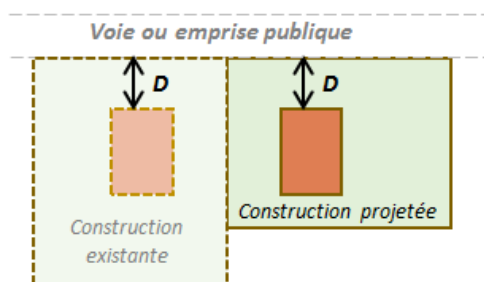 Voie ou emprise publique
D
D
Construction projetée
Construction
existante